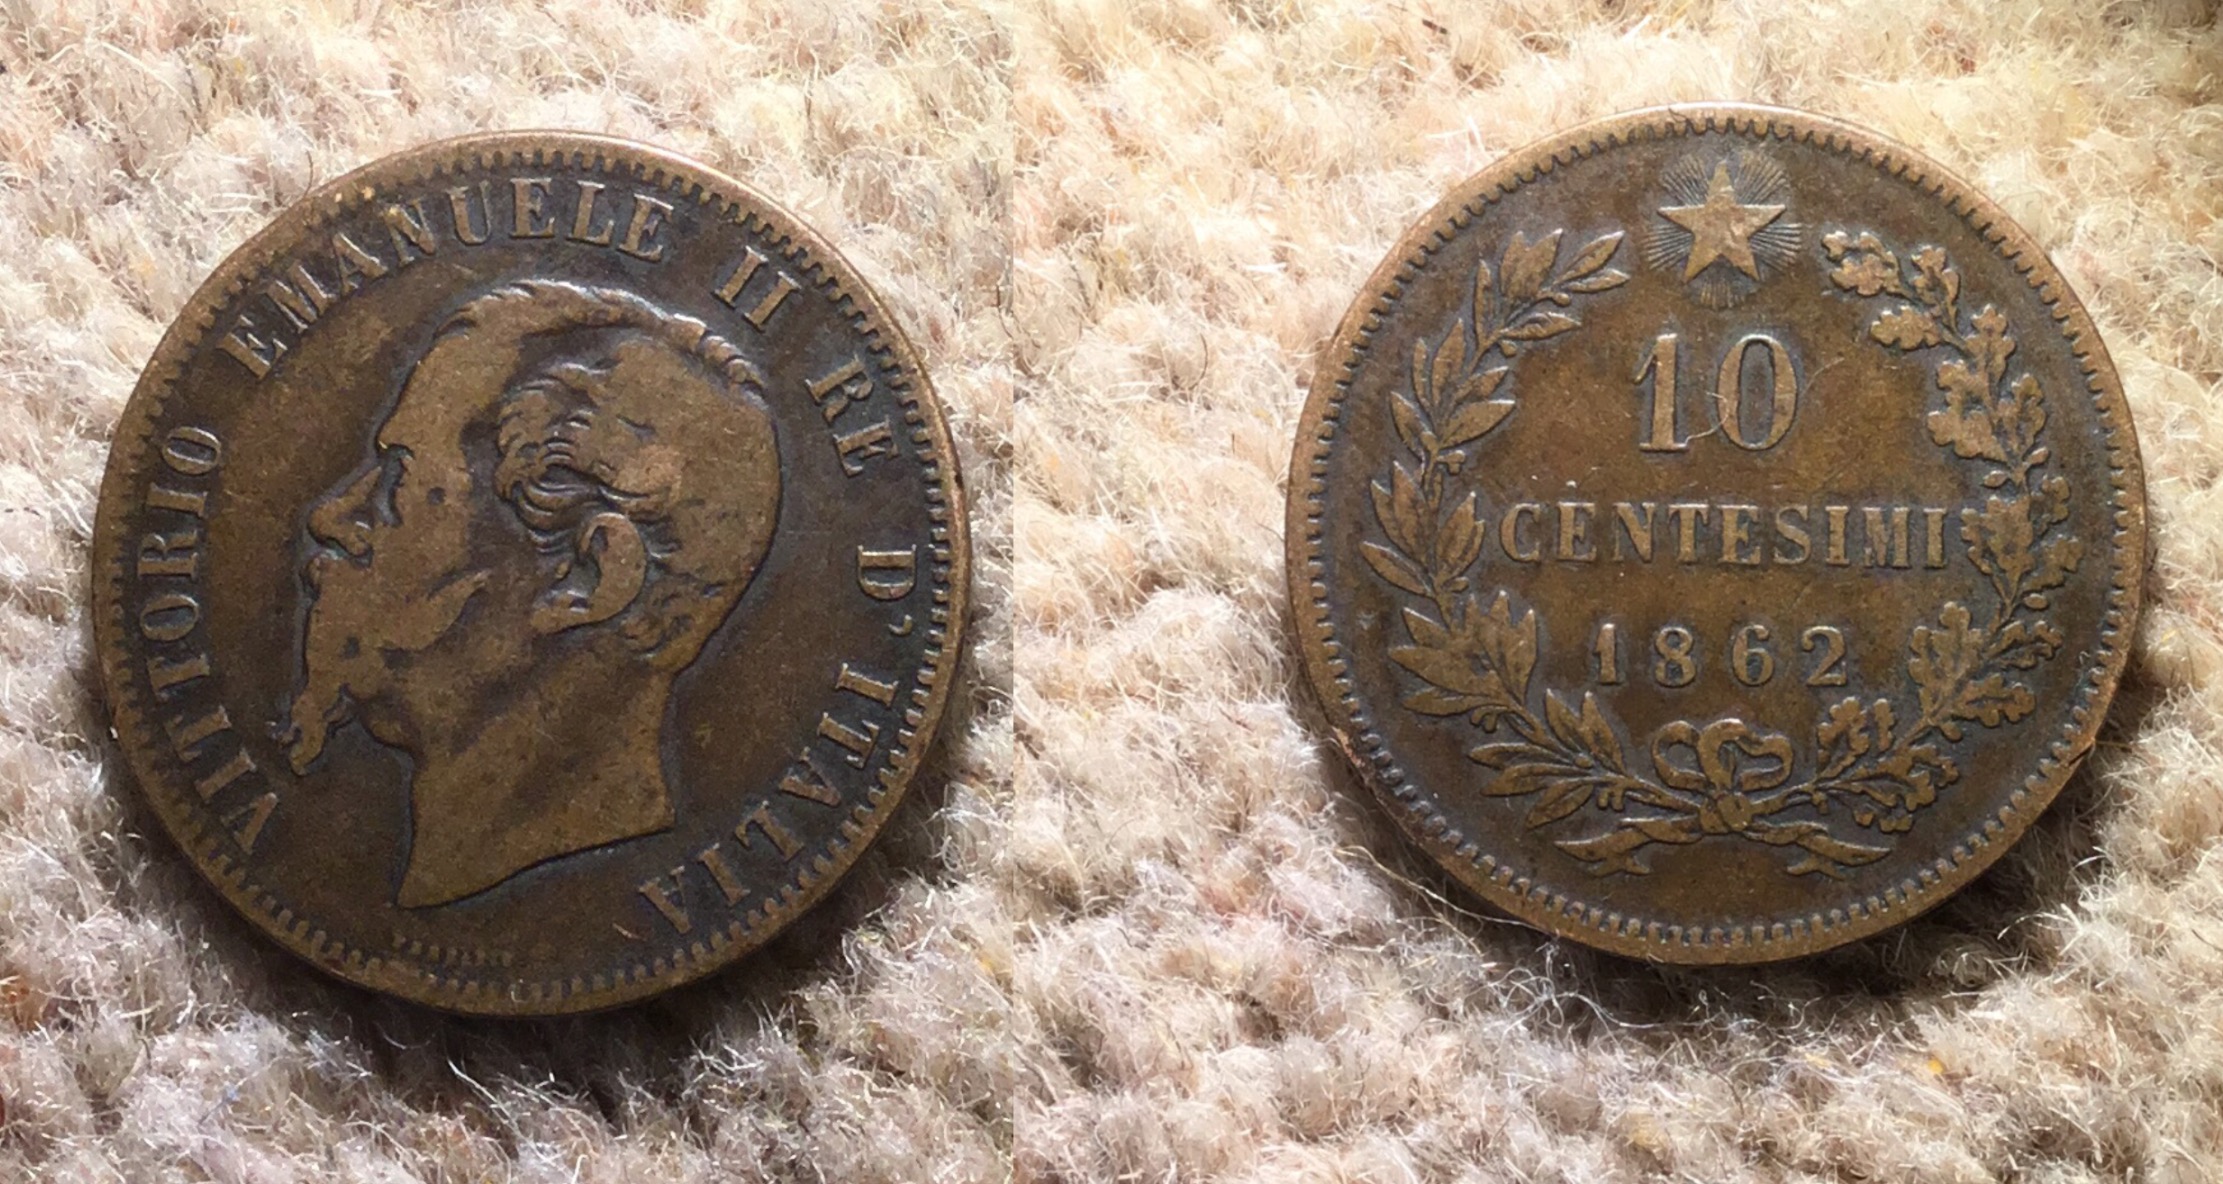 VITTORIO EMANUELE II RE D'ITALIA
10
CENTESIMI
1862